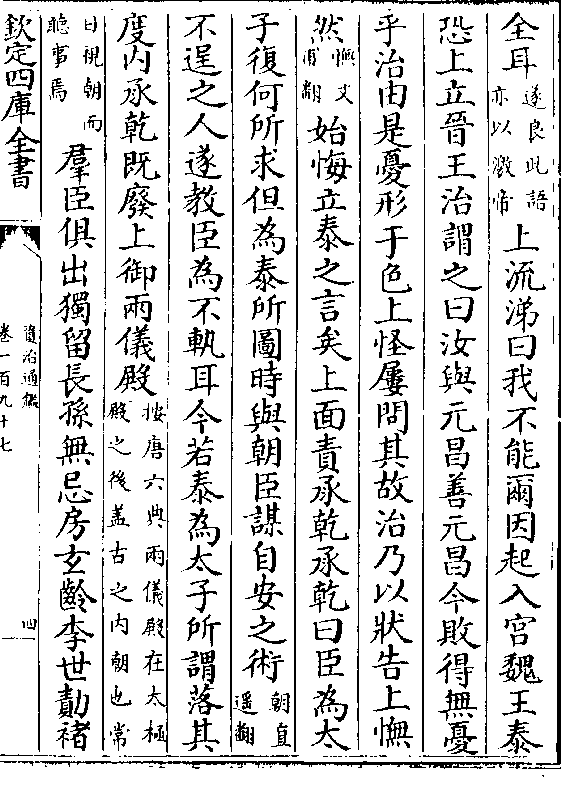 全耳遂良此語亦以激帝上流涕曰我不能爾因起入宫魏王泰
恐上立晉王治謂之曰汝與元昌善元昌今敗得無憂
乎治由是憂形于色上怪屢問其故治乃以狀告上憮
然憮文甫翻始悔立泰之言矣上面責承乾承乾曰臣為太
子復何所求但為泰所圖時與朝臣謀自安之術朝直遥翻
不逞之人遂教臣為不軌耳今若泰為太子所謂落其
度内承乾既廢上御兩儀殿按唐六典兩儀殿在太極殿之後盖古之内朝也常
日視朝而聽事焉羣臣俱出獨留長孫無忌房玄齡李世勣褚
欽定四庫全書
資治通鑑
卷一百九十七
四